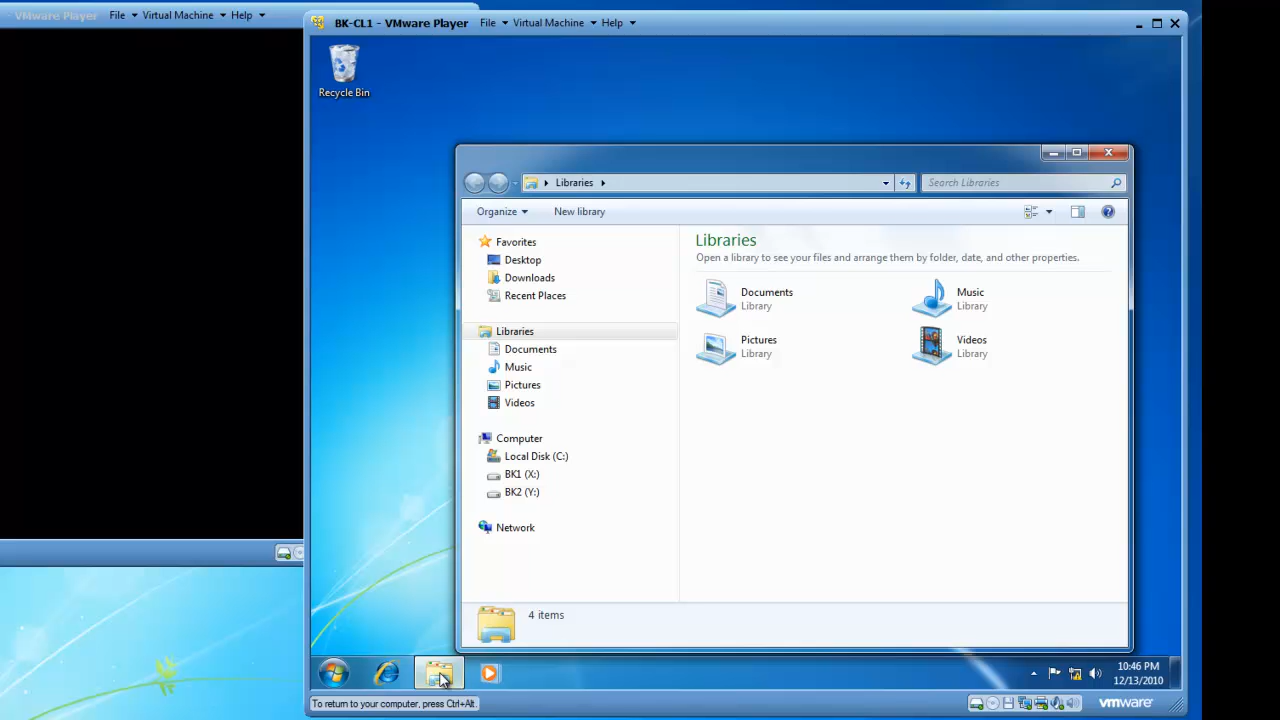 VMware Player File Virtual Machine Help
BK-CL1 - VMware Player File Virtual Machine Help
Recycle Bin
Libraries
Search Libraries
Organize New library
Favorites
Desktop
Downloads
Recent Places
Libraries
Documents
Music
Pictures
Videos
Computer
Local Disk (C:)
BK1 (X:)
BK2 (Y:)
Network
Libraries
Open a library to see your files and arrange them by folder, date, and other properties.
Documents
Library
Music
Library
Pictures
Library
Videos
Library
4 items
10:46 PM
12/13/2010
To return to your computer, press Ctrl+Alt.
vmware